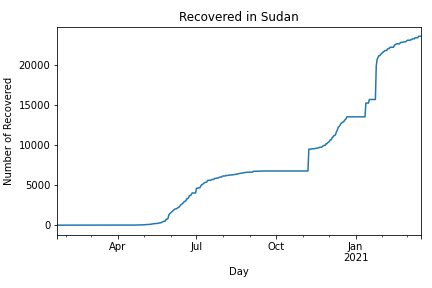 Recovered in Sudan
Number of Recovered
20000
15000
10000
5000
0
Apr
Jul
Oct
Jan
2021
Day